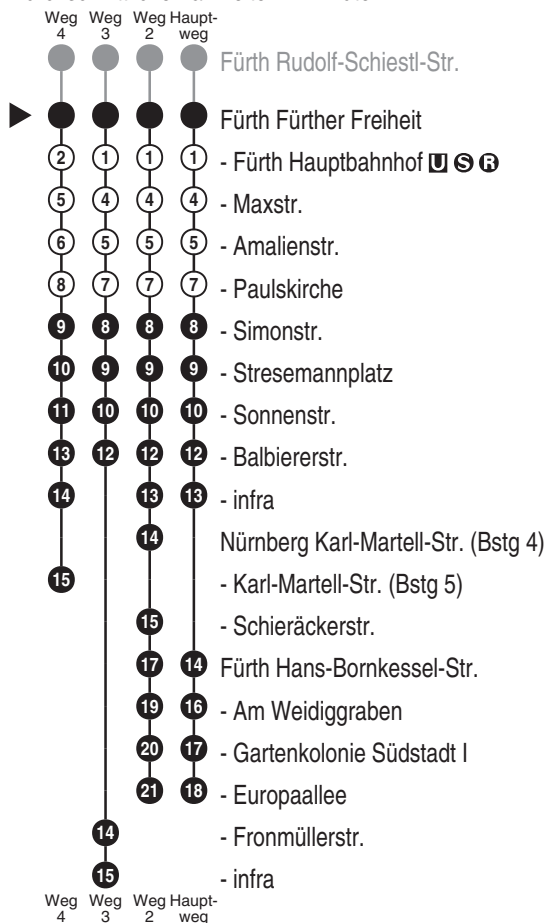 Weg Weg Weg Haupt-
4 3 2 weg
Fürth Rudolf-Schiestl-Str.
Fürth Fürther Freiheit
2 1 1 1 - Fürth Hauptbahnhof U S R
5 4 4 4 - Maxstr.
6 5 5 5 - Amalienstr.
8 7 7 7 - Paulskirche
9 8 8 8 - Simonstr.
10 9 9 9 - Stresemannplatz
11 10 10 10 - Sonnenstr.
13 12 12 12 - Balbiererstr.
14 13 13 - infra
14 Nürnberg Karl-Martell-Str. (Bstg 4)
15 - Karl-Martell-Str. (Bstg 5)
15 - Schieräckerstr.
17 14 Fürth Hans-Bornkessel-Str.
19 16 - Am Weidiggraben
20 17 - Gartenkolonie Südstadt I
21 18 - Europaallee
14 - Fronmüllerstr.
15 - infra
Weg Weg Weg Haupt-
4 3 2 weg